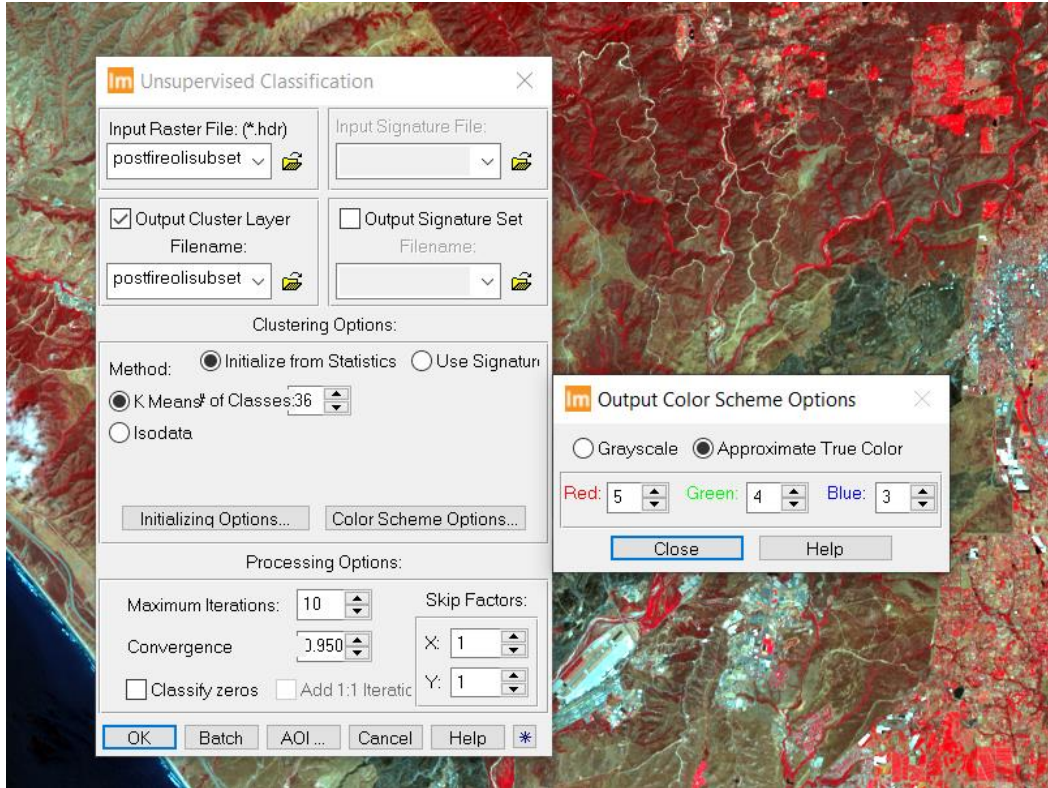 Im Unsupervised Classification
Input Raster File: (*.hdr)
Input Signature File:
postfireolisubset
Output Cluster Layer
Output Signature Set
Filename:
Filename:
postfireolisubset
Clustering Options:
Method:
Initialize from Statistics
Use Signatur
K Means
# of Classes:
36
Isodata
Initializing Options...
Color Scheme Options...
Processing Options:
Maximum Iterations:
10
Skip Factors:
Convergence
0.950
X:
1
Classify zeros
Add 1:1 Iteratic
Y:
1
OK
Batch
AOI ...
Cancel
Help
*
Im Output Color Scheme Options
Grayscale
Approximate True Color
Red:
5
Green:
4
Blue:
3
Close
Help